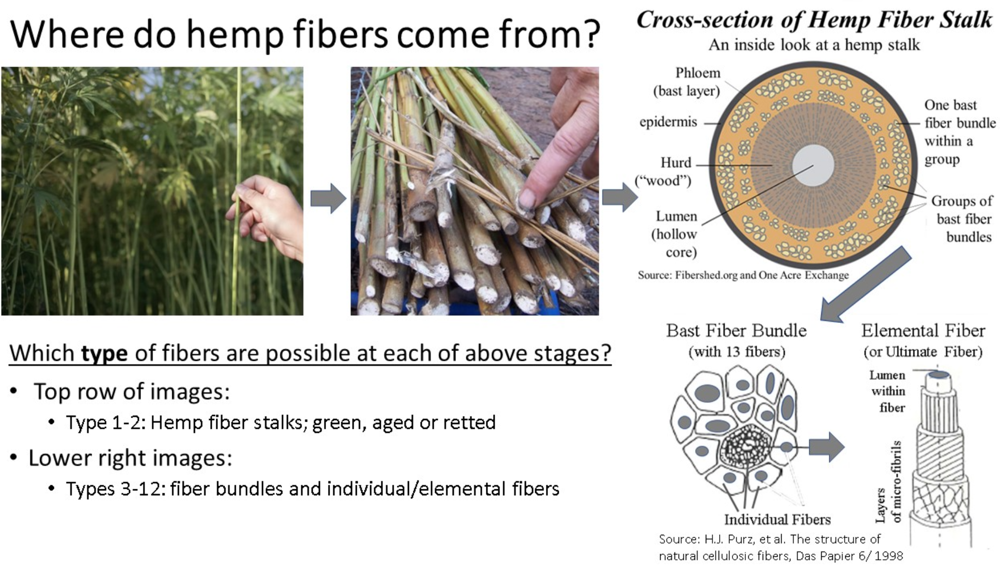 Where do hemp fibers come from?
Cross-section of Hemp Fiber Stalk
An inside look at a hemp stalk
Phloem
(bast layer)
epidermis
Hurd
(“wood”)
Lumen
(hollow
core)
One bast
fiber bundle
within a
group
Groups of
bast fiber
bundles
Source: Fibershed.org and One Acre Exchange
Which type of fibers are possible at each of above stages?
• Top row of images:
• Type 1-2: Hemp fiber stalks; green, aged or retted
• Lower right images:
• Types 3-12: fiber bundles and individual/elemental fibers
Bast Fiber Bundle
(with 13 fibers)
Individual Fibers
Elemental Fiber
(or Ultimate Fiber)
Lumen
within
fiber
Layers
of micro-fibrils
Source: H.J. Purz, et al. The structure of
natural cellulosic fibers, Das Papier 6/ 1998